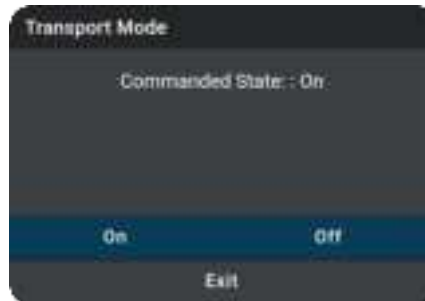 Transport Mode
Commanded State: : On
On Off
Exit